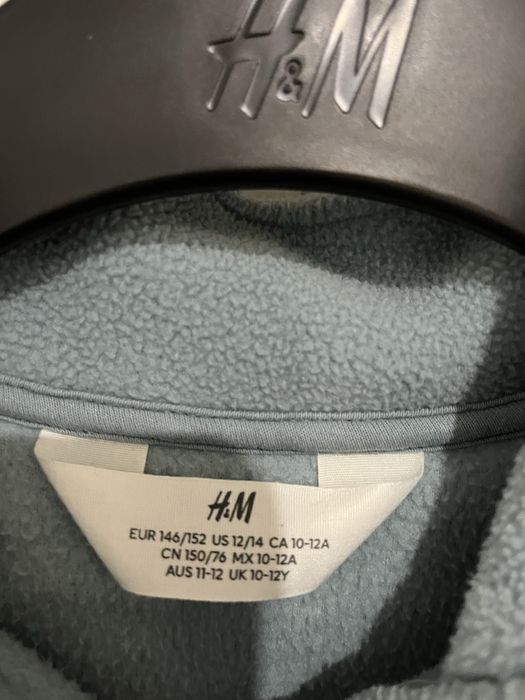 H&M
H&M
EUR 146/152 US 12/14 CA 10-12A
CN 150/76 MX 10-12A
AUS 11-12 UK 10-12Y